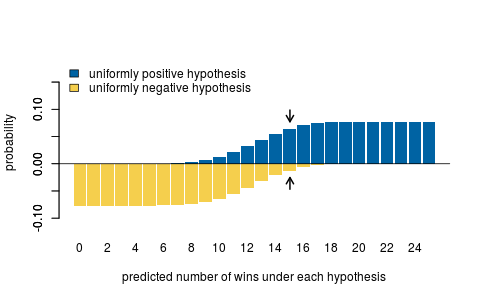 uniformly positive hypothesis
uniformly negative hypothesis
probability
0.10
0.00
-0.10
0 2 4 6 8 10 12 14 16 18 20 22 24
predicted number of wins under each hypothesis